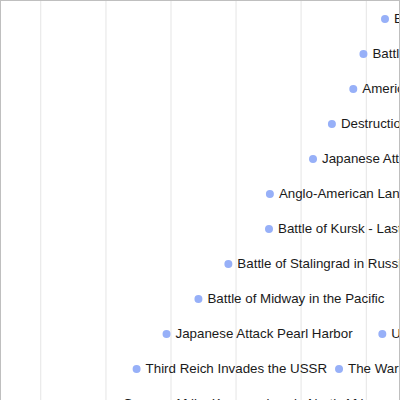 Battl
Americ
Destructio
Japanese Att
Anglo-American Lan
Battle of Kursk - Las
Battle of Stalingrad in Russ
Battle of Midway in the Pacific
Japanese Attack Pearl Harbor U
Third Reich Invades the USSR The War